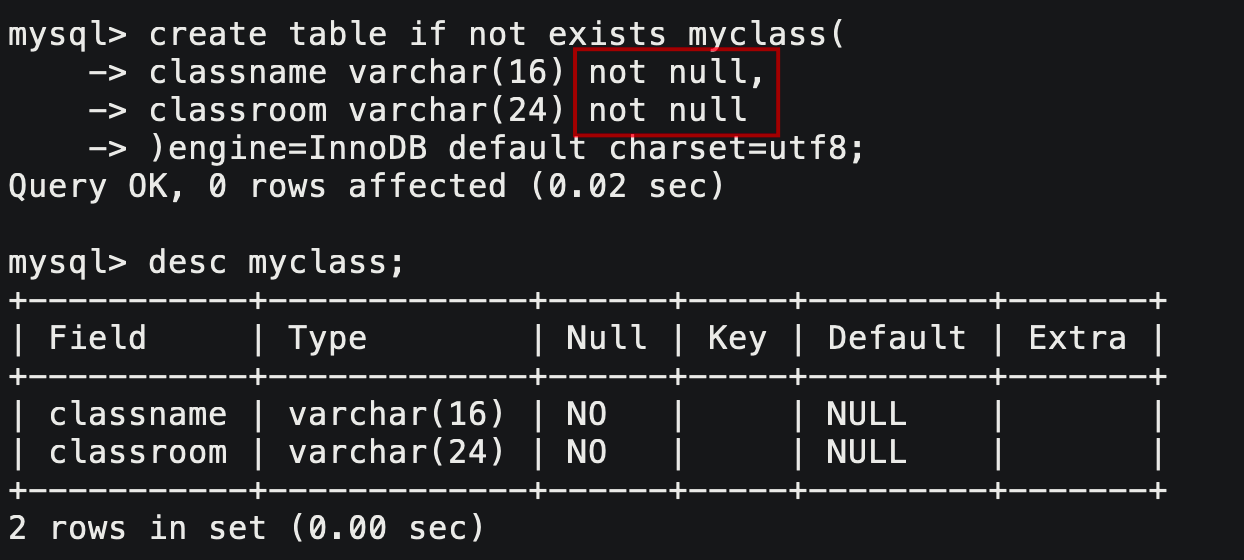 mysql> create table if not exists myclass(
    -> classname varchar(16) not null,
    -> classroom varchar(24) not null
    -> )engine=InnoDB default charset=utf8;
Query OK, 0 rows affected (0.02 sec)

mysql> desc myclass;
+-----------+-------------+------+-----+---------+-------+
| Field     | Type        | Null | Key | Default | Extra |
+-----------+-------------+------+-----+---------+-------+
| classname | varchar(16) | NO   |     | NULL    |       |
| classroom | varchar(24) | NO   |     | NULL    |       |
+-----------+-------------+------+-----+---------+-------+
2 rows in set (0.00 sec)